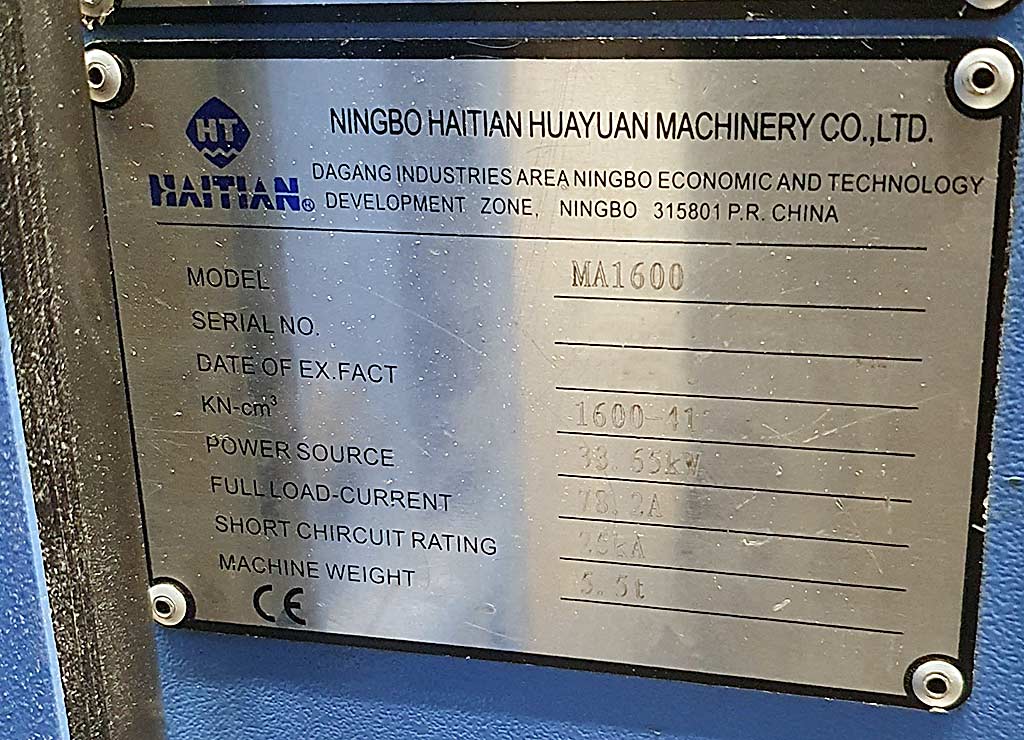 HT
HAITIAN®
NINGBO HAITIAN HUAYUAN MACHINERY CO.,LTD.
DAGANG INDUSTRIES AREA NINGBO ECONOMIC AND TECHNOLOGY
DEVELOPMENT ZONE, NINGBO 315801 P.R. CHINA
MODEL MA1600
SERIAL NO.
DATE OF EX.FACT
KN-cm³
POWER SOURCE
FULL LOAD-CURRENT 78.2A
SHORT CHIRCUIT RATING
MACHINE WEIGHT 5.5t
CE